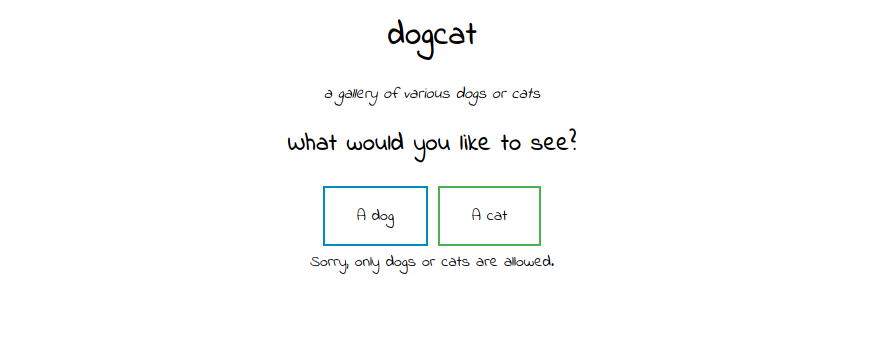 dogcat
a gallery of various dogs or cats
What would you like to see?
A dog
A cat
Sorry, only dogs or cats are allowed.